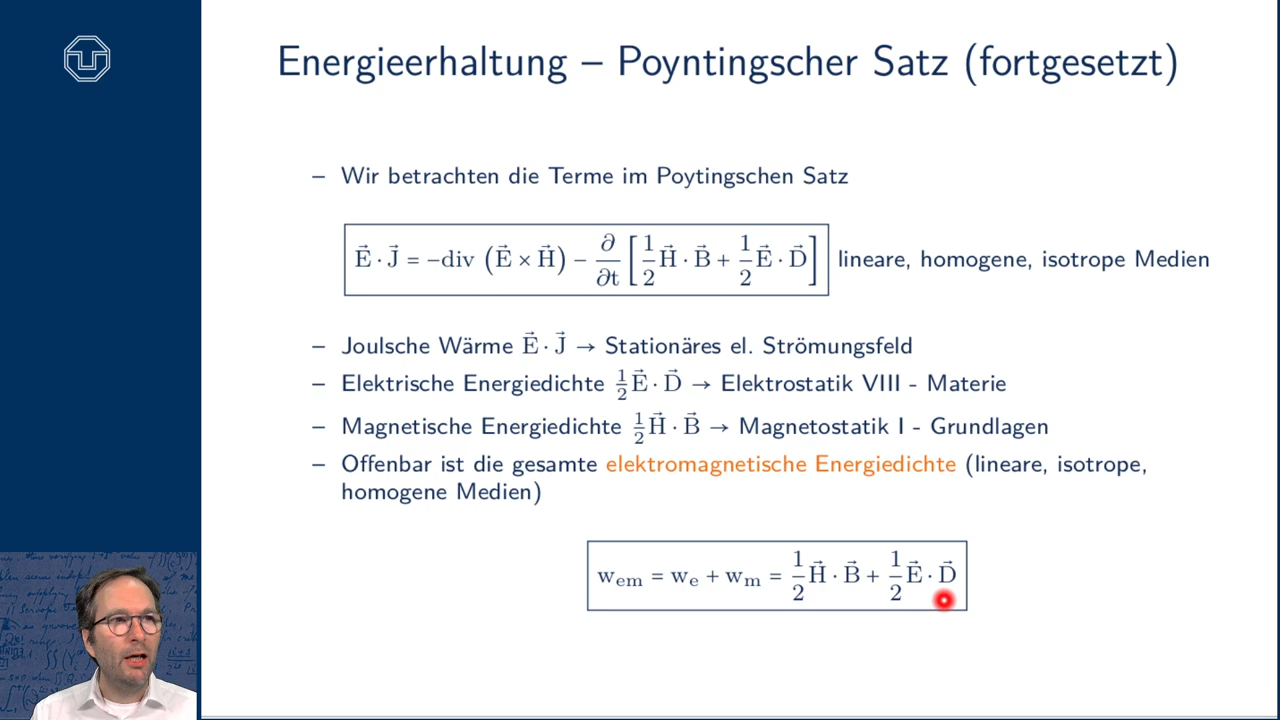 Energieerhaltung – Poyntingscher Satz (fortgesetzt)
– Wir betrachten die Terme im Poytingschen Satz
E⃗ · J⃗ = −div (E⃗ × H⃗) − ∂/∂t [1/2 H⃗ · B⃗ + 1/2 E⃗ · D⃗] lineare, homogene, isotrope Medien
– Joulsche Wärme E⃗ · J⃗ → Stationäres el. Strömungsfeld
– Elektrische Energiedichte 1/2 E⃗ · D⃗ → Elektrostatik VIII - Materie
– Magnetische Energiedichte 1/2 H⃗ · B⃗ → Magnetostatik I - Grundlagen
– Offenbar ist die gesamte elektromagnetische Energiedichte (lineare, isotrope,
homogene Medien)
w_em = w_e + w_m = 1/2 H⃗ · B⃗ + 1/2 E⃗ · D⃗